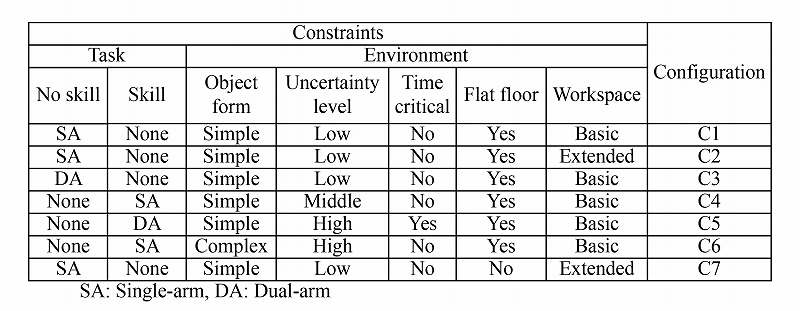 Constraints
Configuration
Task Environment
No skill Skill Object form Uncertainty level Time critical Flat floor Workspace
SA None Simple Low No Yes Basic C1
SA None Simple Low No Yes Extended C2
DA None Simple Low No Yes Basic C3
None SA Simple Middle No Yes Basic C4
None DA Simple High Yes Yes Basic C5
None SA Complex High No Yes Basic C6
SA None Simple Low No No Extended C7
SA: Single-arm, DA: Dual-arm